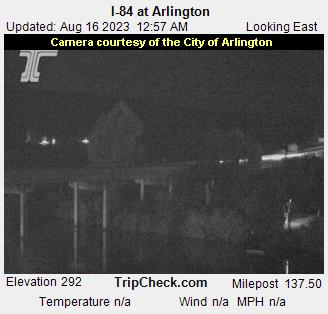 I-84 at Arlington
Updated: Aug 16 2023 12:57 AM Looking East
Camera courtesy of the City of Arlington
Elevation 292 TripCheck.com Milepost 137.50
Temperature n/a Wind n/a MPH n/a